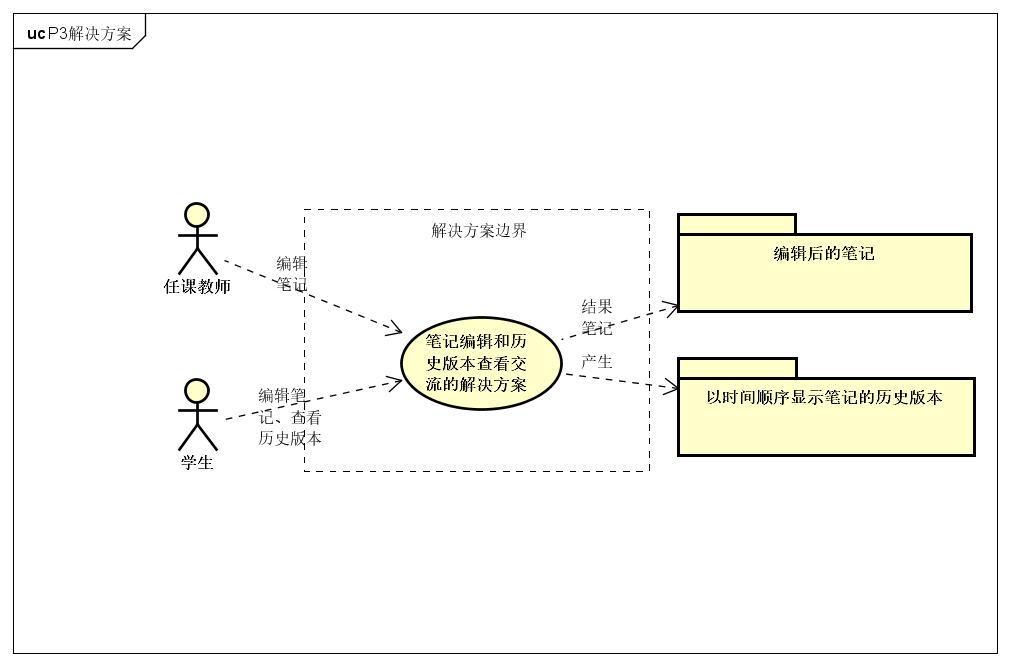 uc P3解决方案
解决方案边界
编辑
笔记
任课教师
编辑笔
记、查看
历史版本
学生
笔记编辑和历
史版本查看交
流的解决方案
结果
笔记
产生
编辑后的笔记
以时间顺序显示笔记的历史版本